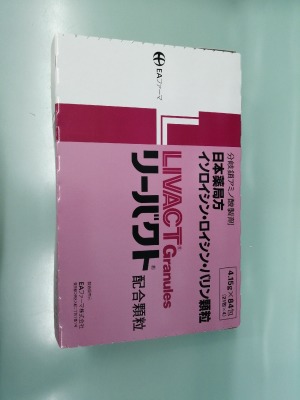 EAファーマ
分岐鎖アミノ酸製剤
日本薬局方
イソロイシン・ロイシン・バリン顆粒
4.15g×84包
LIVACT® Granules
リーバクト®
配合顆粒
EAファーマ株式会社